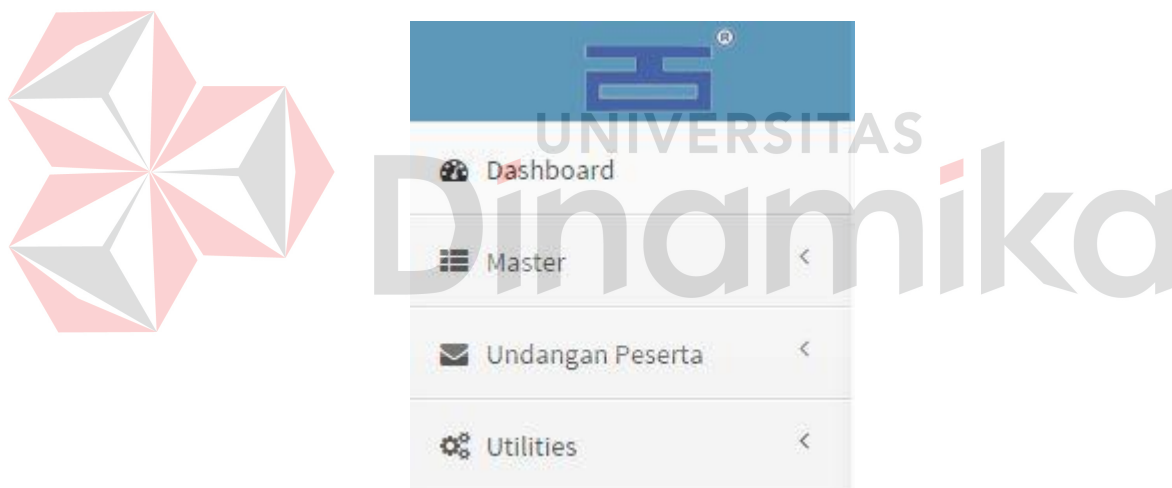 ®
UNIVERSITAS
Dinamika
Dashboard
Master
Undangan Peserta
Utilities